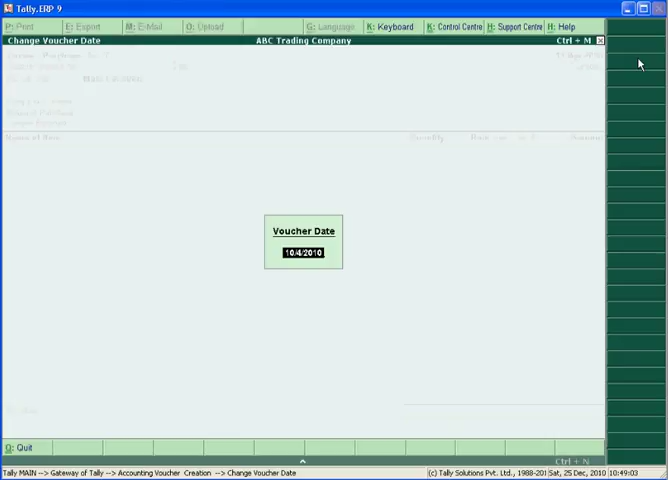 Tally.ERP 9
P: Print E: Export M: E-Mail O: Upload G: Language K: Keyboard K: Control Centre H: Support Centre H: Help
Change Voucher Date ABC Trading Company Ctrl + M
Voucher Date
10/4/2010
Q: Quit
Ctrl + N
Tally MAIN --> Gateway of Tally --> Accounting Voucher Creation --> Change Voucher Date (c) Tally Solutions Pvt. Ltd., 1988-201 Sat, 25 Dec, 2010 10:49:03